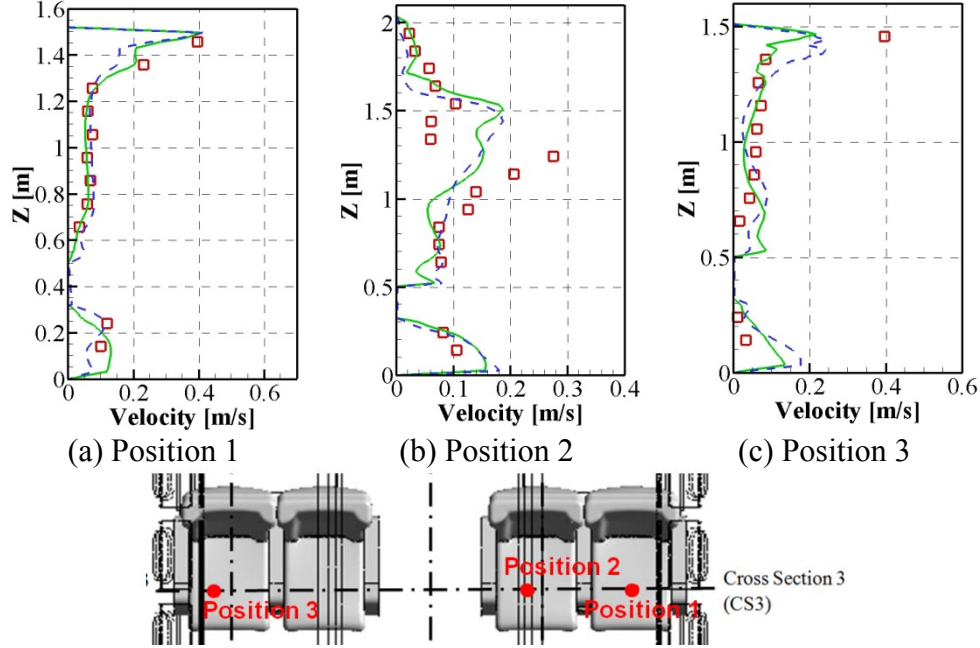 1.6
1.4
1.2
1
0.8
0.6
0.4
0.2
0
Z [m]
0 0.2 0.4 0.6
Velocity [m/s]
(a) Position 1
2
1.5
1
0.5
0
Z [m]
0 0.1 0.2 0.3 0.4
Velocity [m/s]
(b) Position 2
1.5
1
0.5
0
Z [m]
0 0.2 0.4 0.6
Velocity [m/s]
(c) Position 3
Position 2
Position 3
Position 1
Cross Section 3
(CS3)